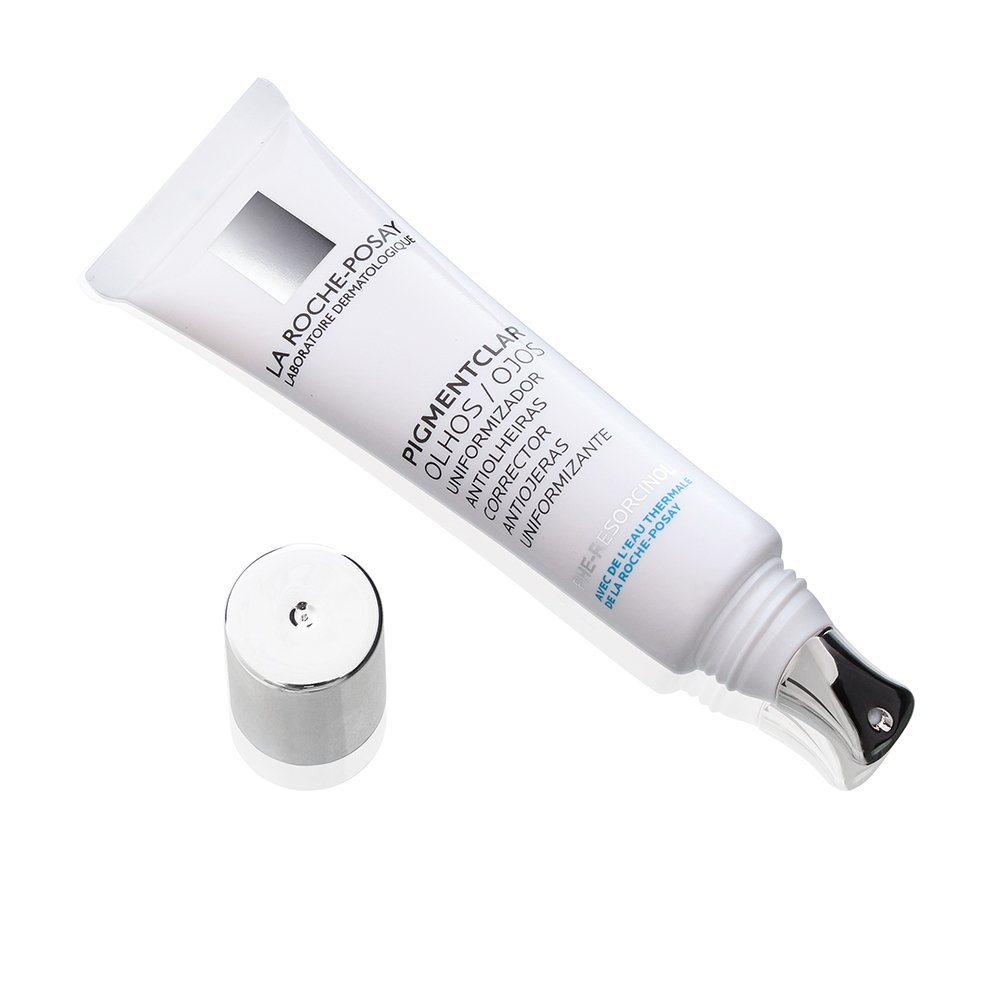 LA ROCHE-POSAY
LABORATOIRE DERMATOLOGIQUE
PIGMENTCLAR
OLHOS / OJOS
UNIFORMIZADOR
ANTIOLHEIRAS
CORRECTOR
ANTIOJERAS
UNIFORMIZANTE
PHE-RESORCINOL
AVEC DE L'EAU THERMALE
DE LA ROCHE-POSAY